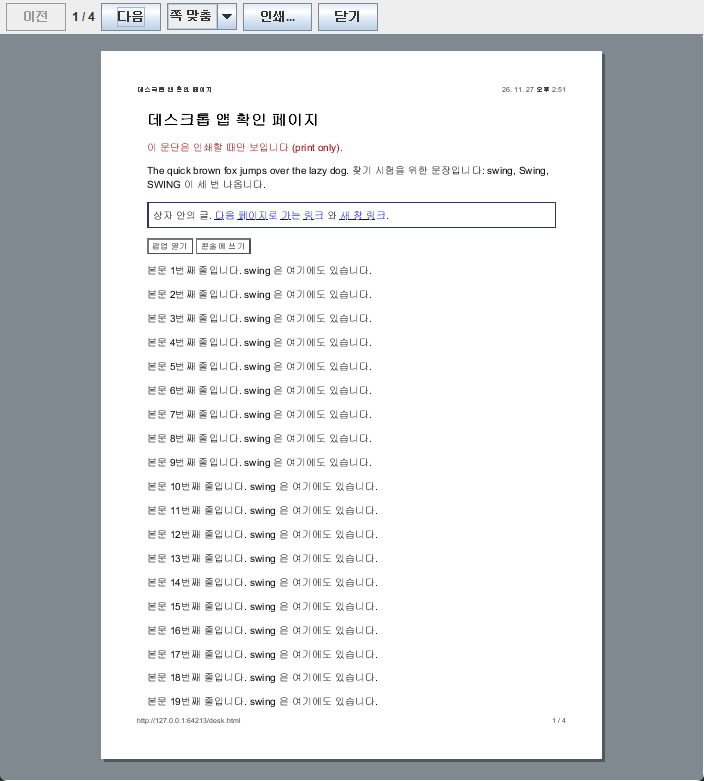 이전 1 / 4 다음 쪽 맞춤 인쇄... 닫기
데스크톱 앱 확인 페이지 26. 11. 27 오후 2:51
데스크톱 앱 확인 페이지
이 문단은 인쇄할 때만 보입니다 (print only).
The quick brown fox jumps over the lazy dog. 찾기 시험을 위한 문장입니다: swing, Swing,
SWING 이 세 번 나옵니다.
상자 안의 글. 다음 페이지로 가는 링크 와 새 창 링크.
팝업 열기 콘솔에 쓰기
본문 1번째 줄입니다. swing 은 여기에도 있습니다.
본문 2번째 줄입니다. swing 은 여기에도 있습니다.
본문 3번째 줄입니다. swing 은 여기에도 있습니다.
본문 4번째 줄입니다. swing 은 여기에도 있습니다.
본문 5번째 줄입니다. swing 은 여기에도 있습니다.
본문 6번째 줄입니다. swing 은 여기에도 있습니다.
본문 7번째 줄입니다. swing 은 여기에도 있습니다.
본문 8번째 줄입니다. swing 은 여기에도 있습니다.
본문 9번째 줄입니다. swing 은 여기에도 있습니다.
본문 10번째 줄입니다. swing 은 여기에도 있습니다.
본문 11번째 줄입니다. swing 은 여기에도 있습니다.
본문 12번째 줄입니다. swing 은 여기에도 있습니다.
본문 13번째 줄입니다. swing 은 여기에도 있습니다.
본문 14번째 줄입니다. swing 은 여기에도 있습니다.
본문 15번째 줄입니다. swing 은 여기에도 있습니다.
본문 16번째 줄입니다. swing 은 여기에도 있습니다.
본문 17번째 줄입니다. swing 은 여기에도 있습니다.
본문 18번째 줄입니다. swing 은 여기에도 있습니다.
본문 19번째 줄입니다. swing 은 여기에도 있습니다.
http://127.0.0.1:64213/desk.html 1 / 4